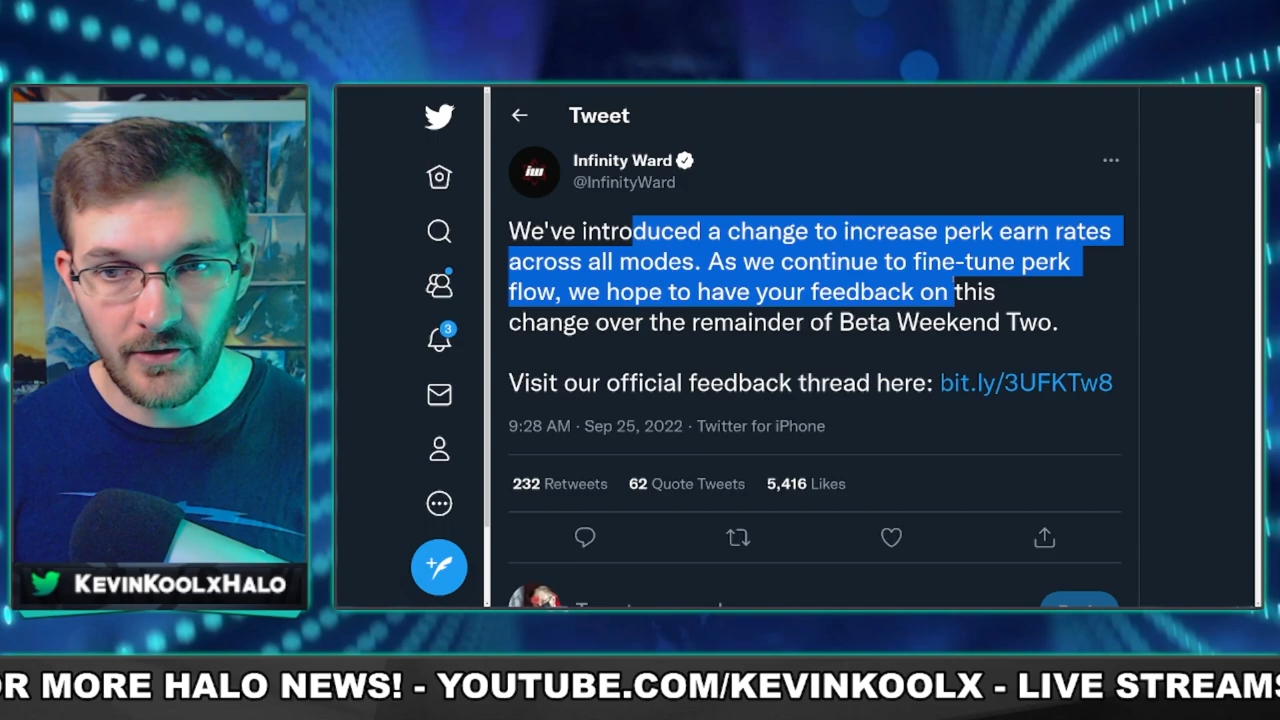 Tweet
iw
Infinity Ward
@InfinityWard
We've introduced a change to increase perk earn rates
across all modes. As we continue to fine-tune perk
flow, we hope to have your feedback on this
change over the remainder of Beta Weekend Two.
Visit our official feedback thread here: bit.ly/3UFKTw8
9:28 AM · Sep 25, 2022 · Twitter for iPhone
3
232 Retweets 62 Quote Tweets 5,416 Likes
KEVINKOOLXHALO
OR MORE HALO NEWS! - YOUTUBE.COM/KEVINKOOLX - LIVE STREAMS